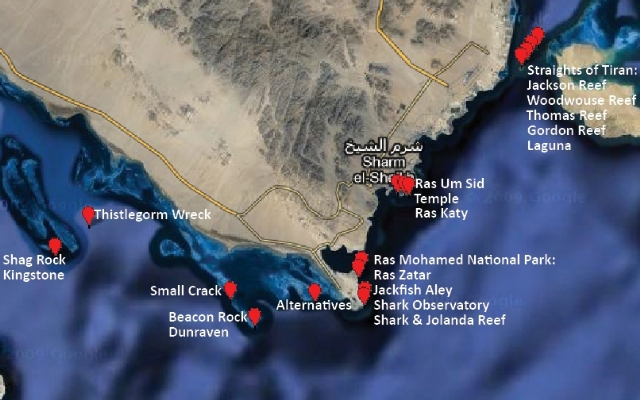 Straights of Tiran:
Jackson Reef
Woodwouse Reef
Thomas Reef
Gordon Reef
Laguna
شرم الشيخ
Sharm
el-Sheikh
Ras Um Sid
Temple
Ras Katy
Thistlegorm Wreck
Shag Rock
Kingstone
Ras Mohamed National Park:
Ras Zatar
Jackfish Aley
Shark Observatory
Shark & Jolanda Reef
Small Crack
Alternatives
Beacon Rock
Dunraven